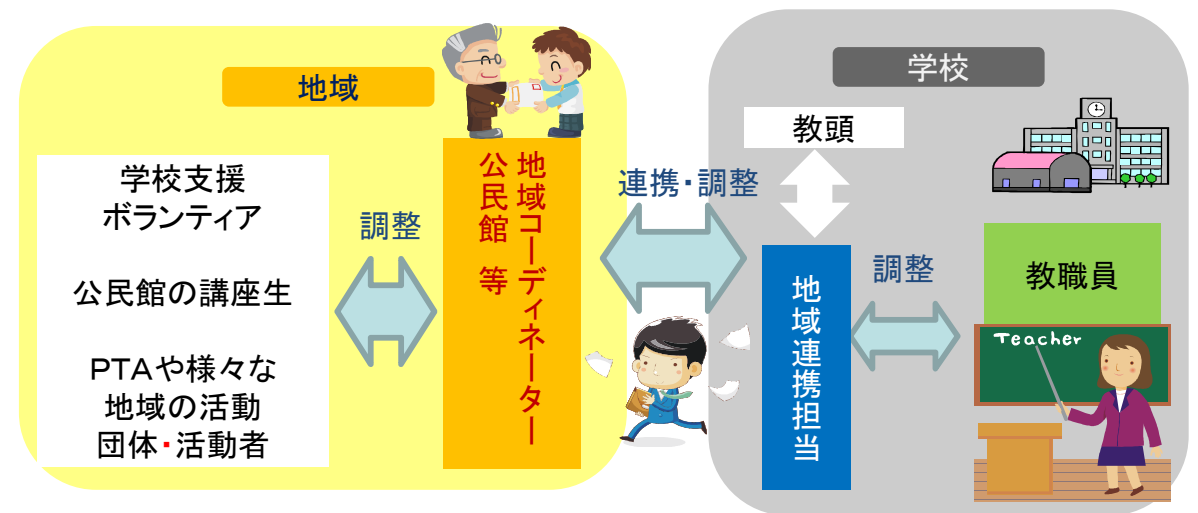 地域
学校支援
ボランティア
公民館の講座生
PTAや様々な
地域の活動
団体・活動者
調整
地域コーディネーター
公民館 等
連携・調整
学校
教頭
地域連携担当
調整
教職員
Teacher